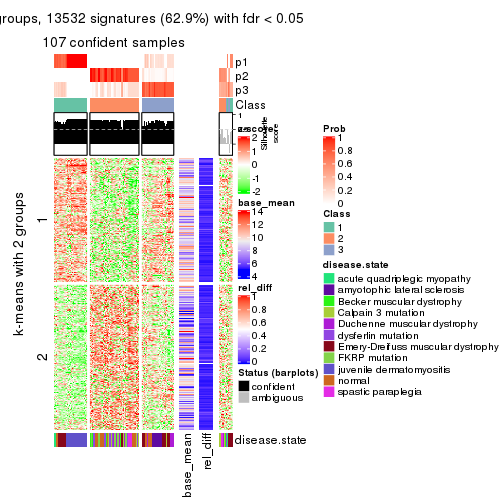 groups, 13532 signatures (62.9%) with fdr < 0.05
107 confident samples
p1
p2
p3
Class
1
Silhouette
score
z-score
2
1
0
-1
-2
k-means with 2 groups
1
2
base_mean
14
12
10
8
6
4
rel_diff
1
0.8
0.6
0.4
0.2
0
Status (barplots)
confident
ambiguous
disease.state
base_mean
rel_diff
Prob
1
0.8
0.6
0.4
0.2
0
Class
1
2
3
disease.state
acute quadriplegic myopathy
amyotophic lateral sclerosis
Becker muscular dystrophy
Calpain 3 mutation
Duchenne muscular dystrophy
dysferlin mutation
Emery-Dreifuss muscular dystrophy
FKRP mutation
juvenile dermatomyositis
normal
spastic paraplegia